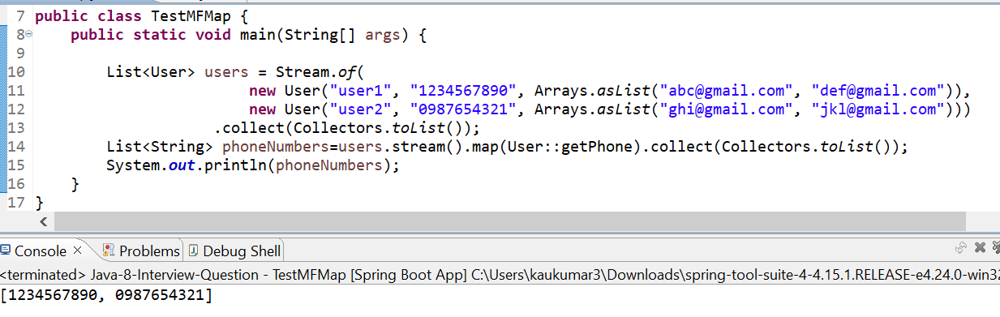 7 public class TestMFMap {
8 public static void main(String[] args) {
9
10 List<User> users = Stream.of(
11 new User("user1", "1234567890", Arrays.asList("abc@gmail.com", "def@gmail.com")),
12 new User("user2", "0987654321", Arrays.asList("ghi@gmail.com", "jkl@gmail.com")))
13 .collect(Collectors.toList());
14 List<String> phoneNumbers=users.stream().map(User::getPhone).collect(Collectors.toList());
15 System.out.println(phoneNumbers);
16 }
17 }
Console Problems Debug Shell
<terminated> Java-8-Interview-Question - TestMFMap [Spring Boot App] C:\Users\kaukumar3\Downloads\spring-tool-suite-4-4.15.1.RELEASE-e4.24.0-win32
[1234567890, 0987654321]